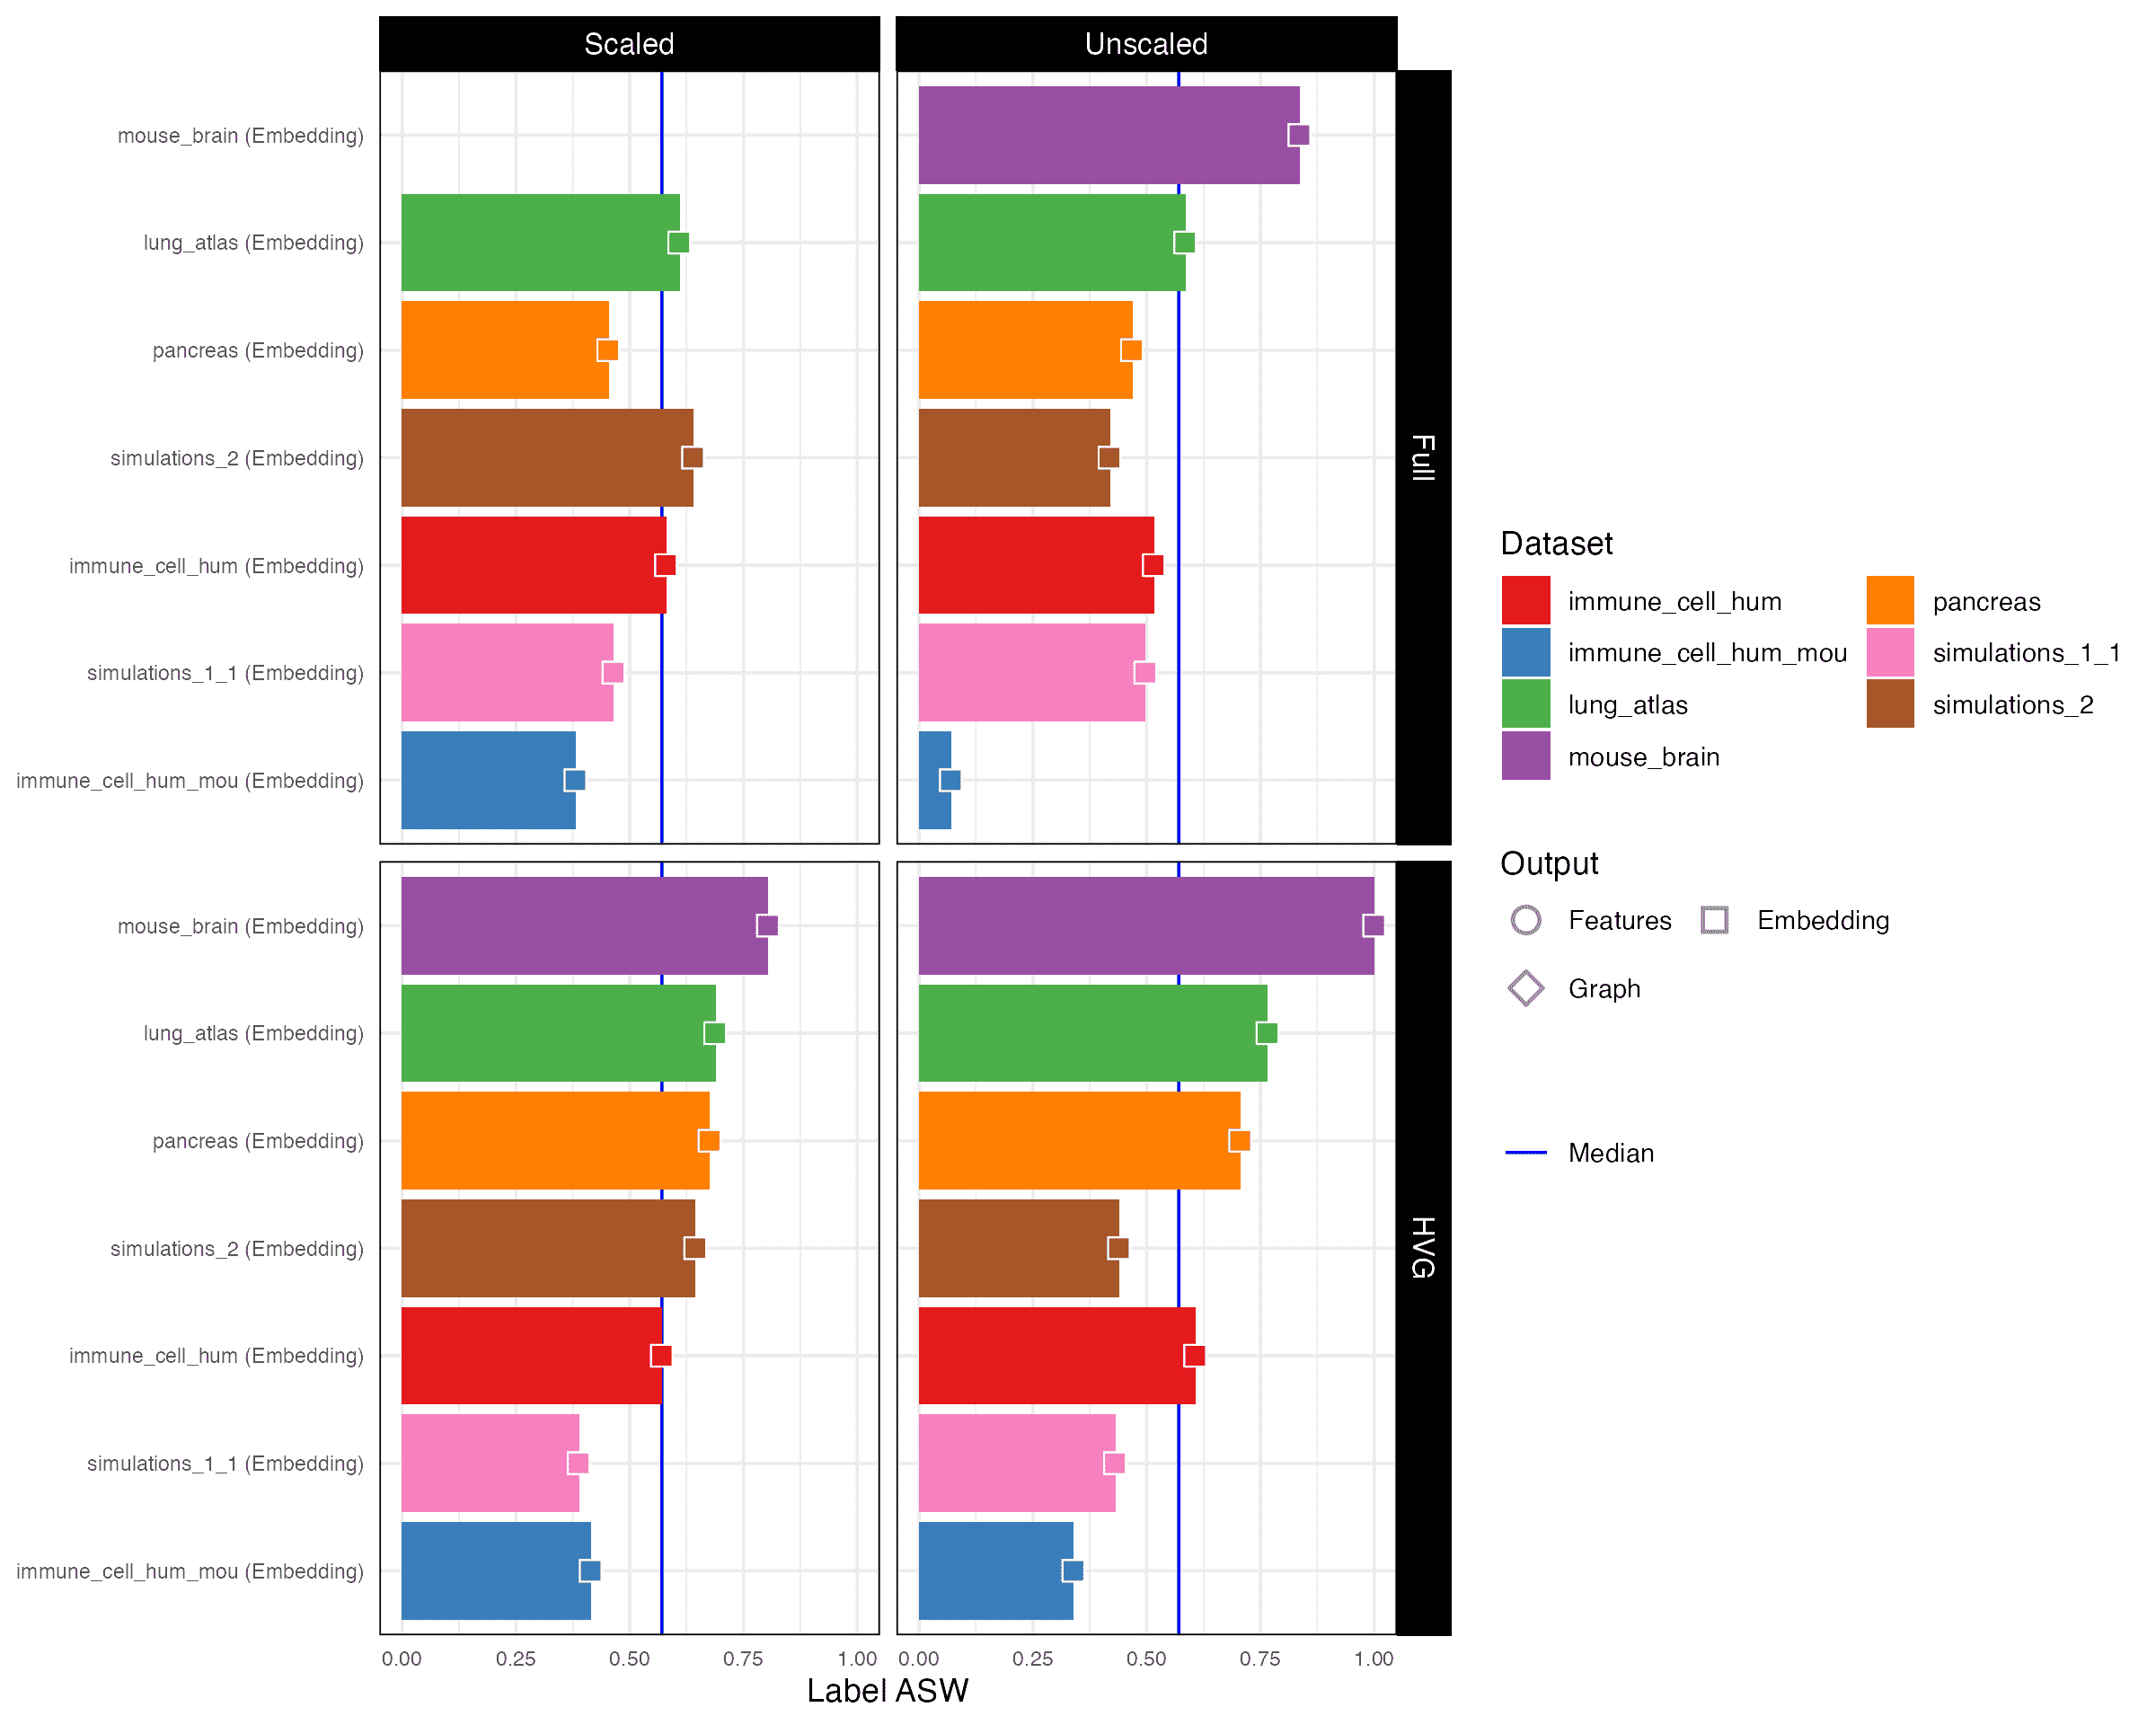 Scaled
Unscaled
mouse_brain (Embedding)
lung_atlas (Embedding)
pancreas (Embedding)
simulations_2 (Embedding)
immune_cell_hum (Embedding)
simulations_1_1 (Embedding)
immune_cell_hum_mou (Embedding)
Full
mouse_brain (Embedding)
lung_atlas (Embedding)
pancreas (Embedding)
simulations_2 (Embedding)
immune_cell_hum (Embedding)
simulations_1_1 (Embedding)
immune_cell_hum_mou (Embedding)
HVG
0.00 0.25 0.50 0.75 1.00
0.00 0.25 0.50 0.75 1.00
Label ASW
Dataset
immune_cell_hum
immune_cell_hum_mou
lung_atlas
mouse_brain
pancreas
simulations_1_1
simulations_2
Output
Features
Embedding
Graph
Median